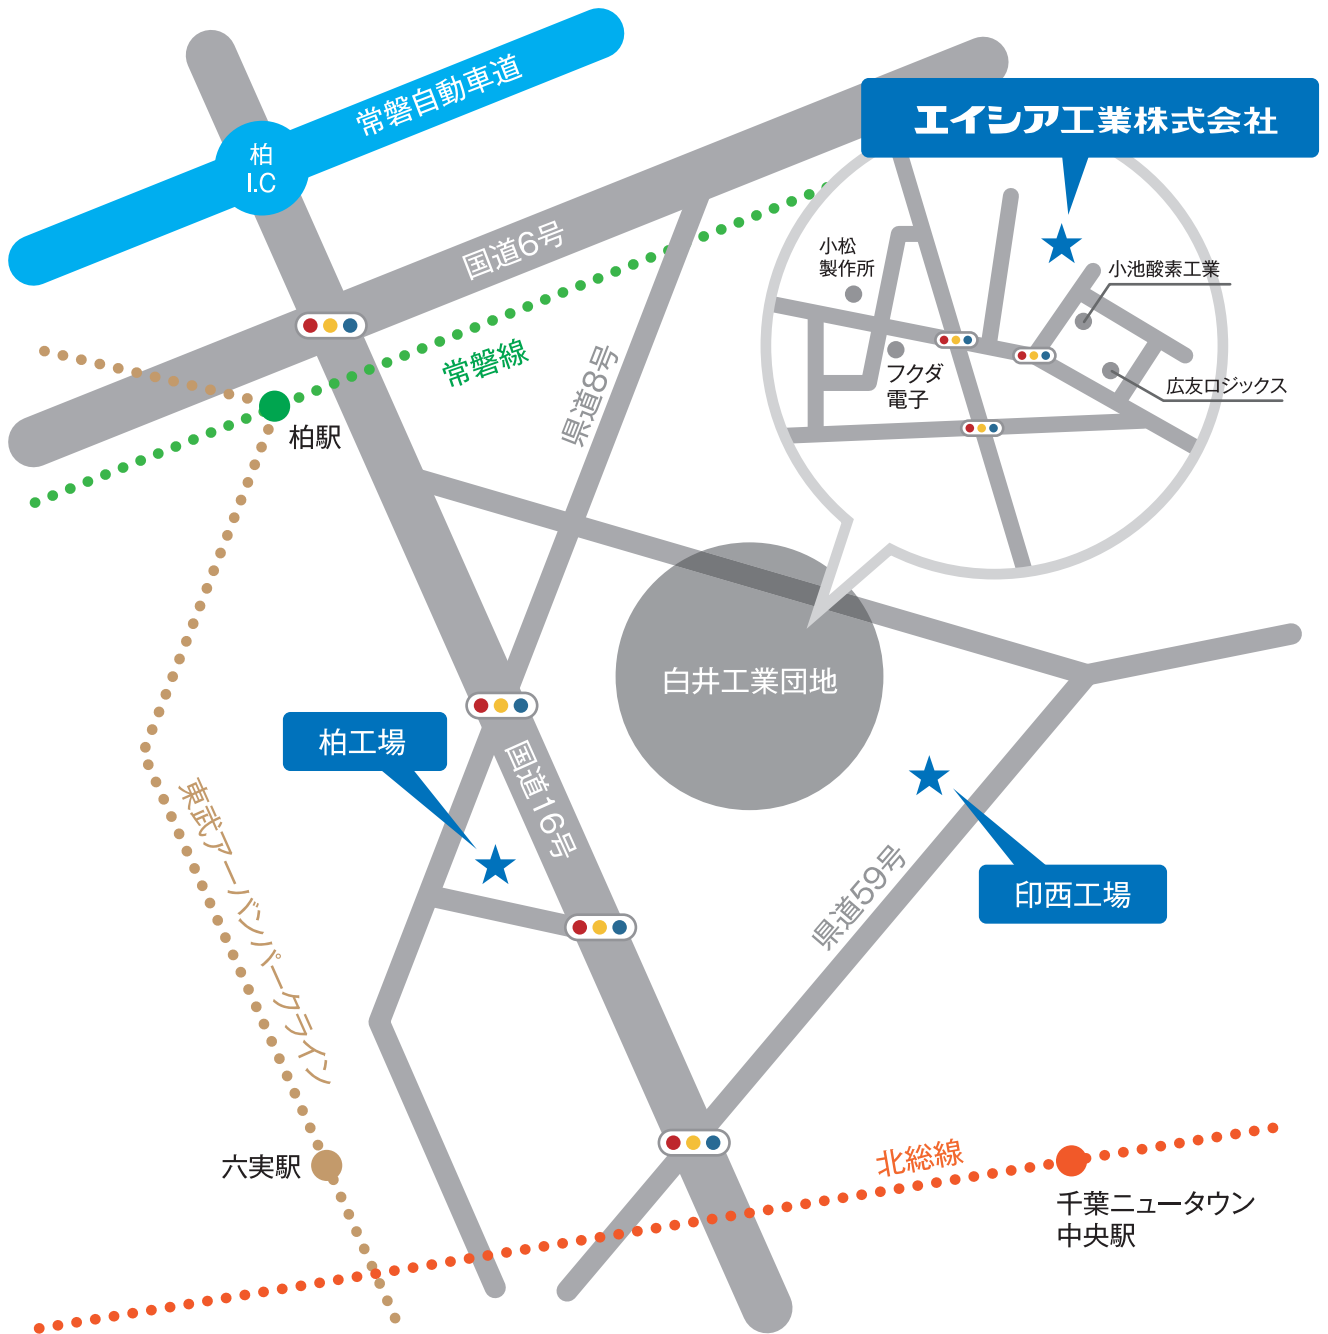 常磐自動車道
エイシア工業株式会社
柏
I.C
国道6号
小松
製作所
小池酸素工業
常磐線
県道8号
フクダ
電子
広友ロジックス
柏駅
白井工業団地
柏工場
国道16号
東武アーバンパークライン
県道59号
印西工場
六実駅
北総線
千葉ニュータウン
中央駅